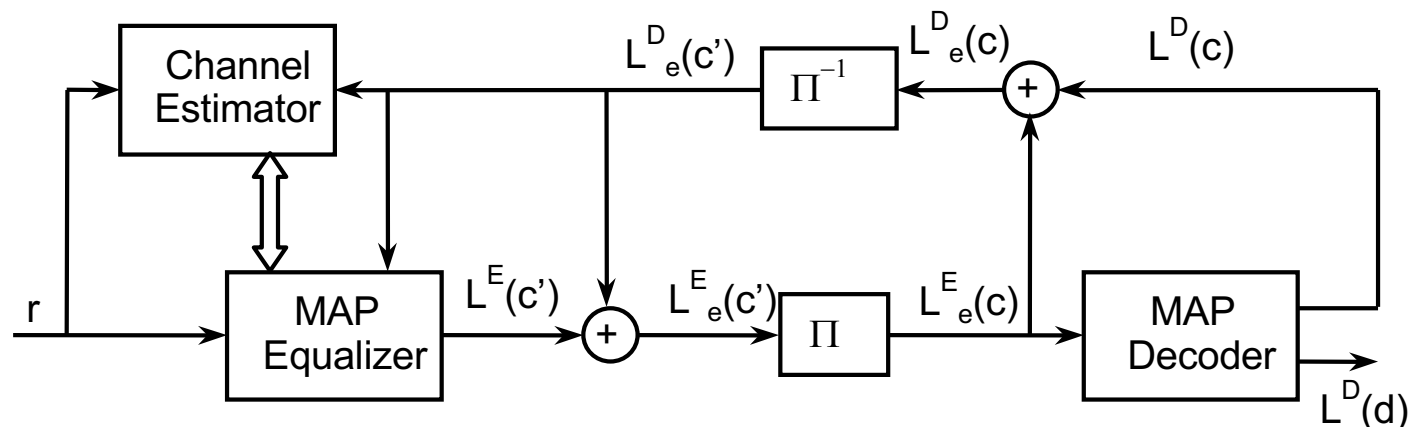 Channel
Estimator
L^D_e(c’)
Π^−1
L^D_e(c)
+
L^D(c)
r
MAP
Equalizer
L^E(c’)
+
L^E_e(c’)
Π
L^E_e(c)
MAP
Decoder
L^D(d)